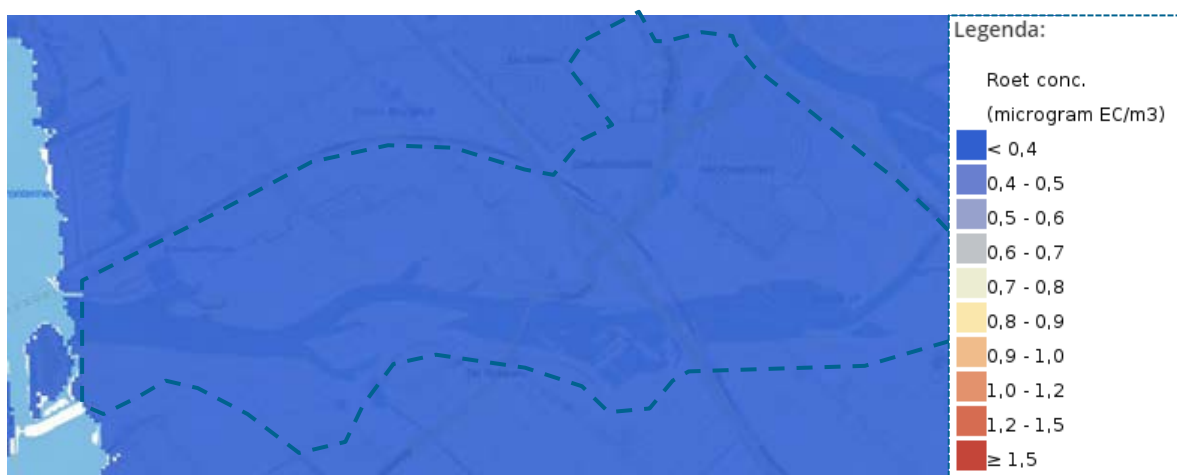 Legenda:
Roet conc.
(microgram EC/m3)
< 0,4
0,4 - 0,5
0,5 - 0,6
0,6 - 0,7
0,7 - 0,8
0,8 - 0,9
0,9 - 1,0
1,0 - 1,2
1,2 - 1,5
≥ 1,5